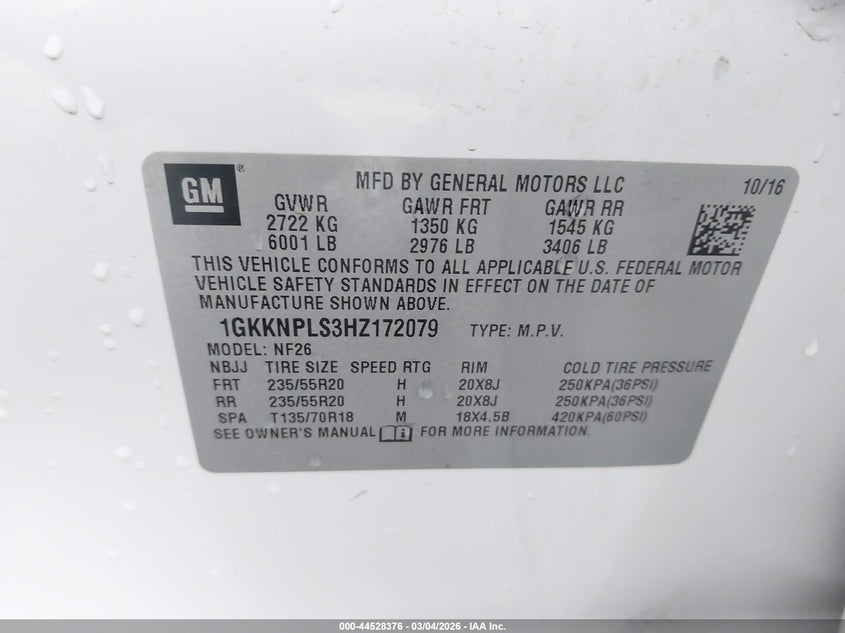 GM ®
MFD BY GENERAL MOTORS LLC 10/16
GVWR GAWR FRT GAWR RR
2722 KG 1350 KG 1545 KG
6001 LB 2976 LB 3406 LB
THIS VEHICLE CONFORMS TO ALL APPLICABLE U.S. FEDERAL MOTOR
VEHICLE SAFETY STANDARDS IN EFFECT ON THE DATE OF
MANUFACTURE SHOWN ABOVE.
1GKKNPLS3HZ172079 TYPE: M.P.V.
MODEL: NF26
NBJJ TIRE SIZE SPEED RTG RIM COLD TIRE PRESSURE
FRT 235/55R20 H 20X8J 250KPA(36PSI)
RR 235/55R20 H 20X8J 250KPA(36PSI)
SPA T135/70R18 M 18X4.5B 420KPA(60PSI)
SEE OWNER'S MANUAL FOR MORE INFORMATION.
000-44528376 - 03/04/2026 - IAA Inc.